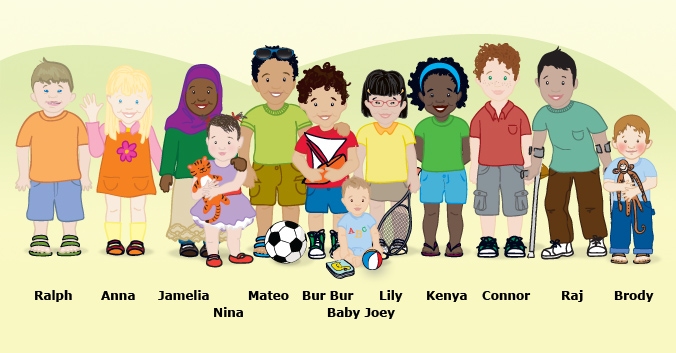 Ralph Anna Jamelia Mateo Bur Bur Lily Kenya Connor Raj Brody
Nina Baby Joey